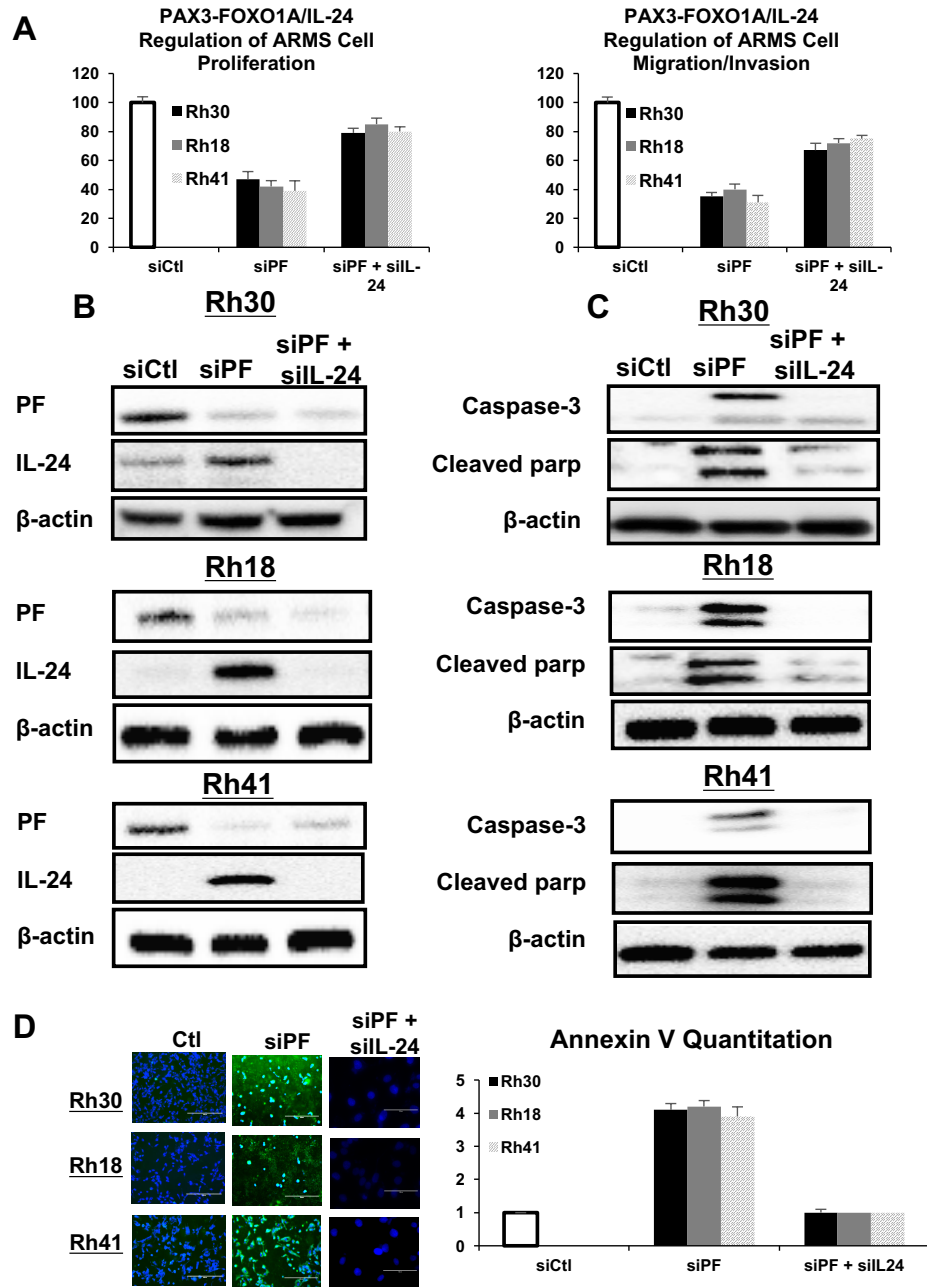 A
PAX3-FOXO1A/IL-24
Regulation of ARMS Cell
Proliferation
120
100
80
60
40
20
0
Rh30
Rh18
Rh41
siCtl
siPF
siPF + siIL-
24
PAX3-FOXO1A/IL-24
Regulation of ARMS Cell
Migration/Invasion
120
100
80
60
40
20
0
Rh30
Rh18
Rh41
siCtl
siPF
siPF + siIL-
24
B
Rh30
siCtl siPF siPF +
siIL-24
PF
IL-24
β-actin
Rh18
PF
IL-24
β-actin
Rh41
PF
IL-24
β-actin
C
Rh30
siCtl siPF siPF +
siIL-24
Caspase-3
Cleaved parp
β-actin
Rh18
Caspase-3
Cleaved parp
β-actin
Rh41
Caspase-3
Cleaved parp
β-actin
D
Ctl siPF siPF +
siIL-24
Rh30
Rh18
Rh41
Annexin V Quantitation
5
4
3
2
1
0
Rh30
Rh18
Rh41
siCtl
siPF
siPF + siIL24